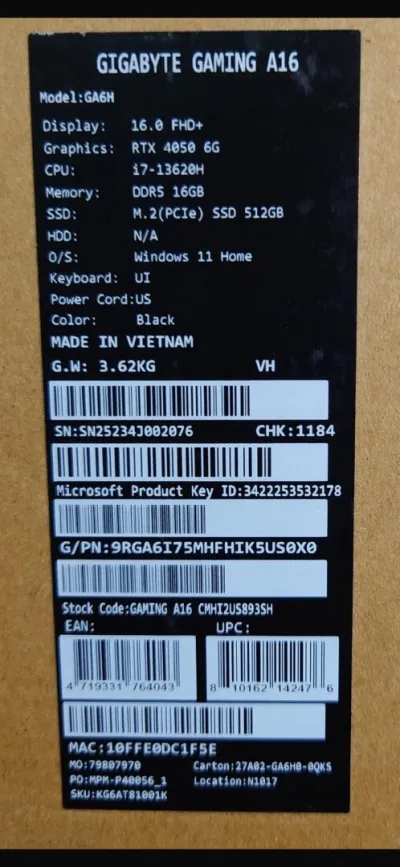 GIGABYTE GAMING A16
Model:GA6H
Display: 16.0 FHD+
Graphics: RTX 4050 6G
CPU: i7-13620H
Memory: DDR5 16GB
SSD: M.2(PCIe) SSD 512GB
HDD: N/A
O/S: Windows 11 Home
Keyboard: UI
Power Cord:US
Color: Black
MADE IN VIETNAM
G.W: 3.62KG VH
SN:SN25234J002076 CHK:1184
Microsoft Product Key ID:3422253532178
G/PN:9RGA6I75MHFHIK5US0X0
Stock Code:GAMING A16 CMHI2US893SH
EAN: UPC:
4 719331 764043 8 10162 14247 6
MAC:10FFE0DC1F5E
MO:79807970 Carton:27A02-GA6H0-0QKS
PO:MPM-P40056_1 Location:N1017
SKU:KG6AT81001K